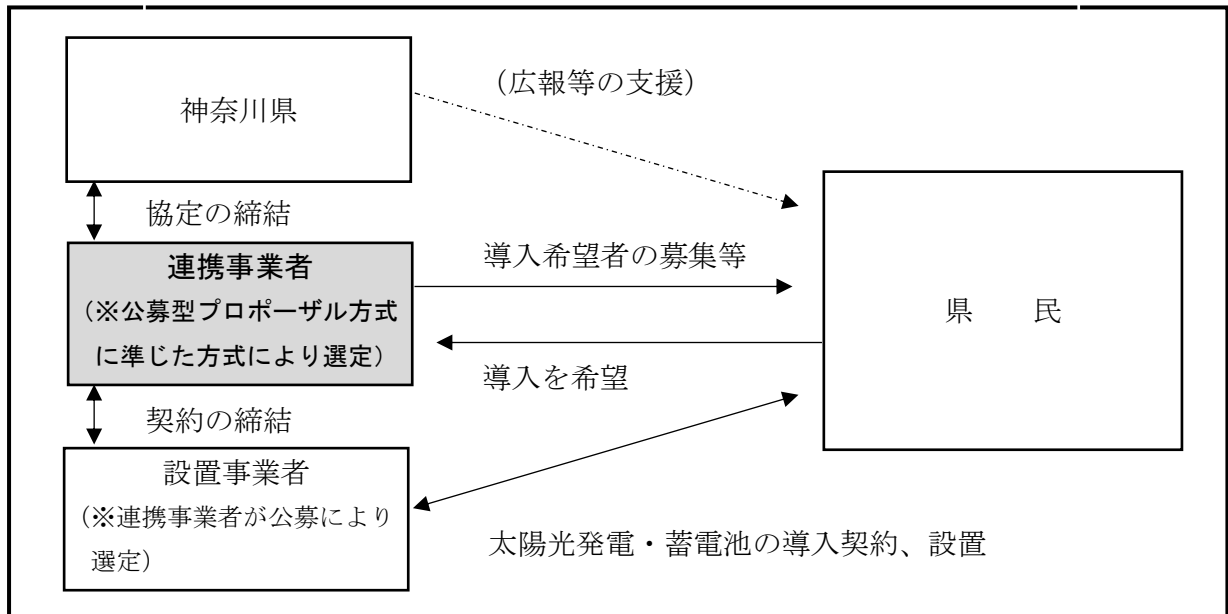 神奈川県
（広報等の支援）
協定の締結
連携事業者
（※公募型プロポーザル方式
に準じた方式により選定）
導入希望者の募集等
県　　民
導入を希望
契約の締結
設置事業者
（※連携事業者が公募により
選定）
太陽光発電・蓄電池の導入契約、設置